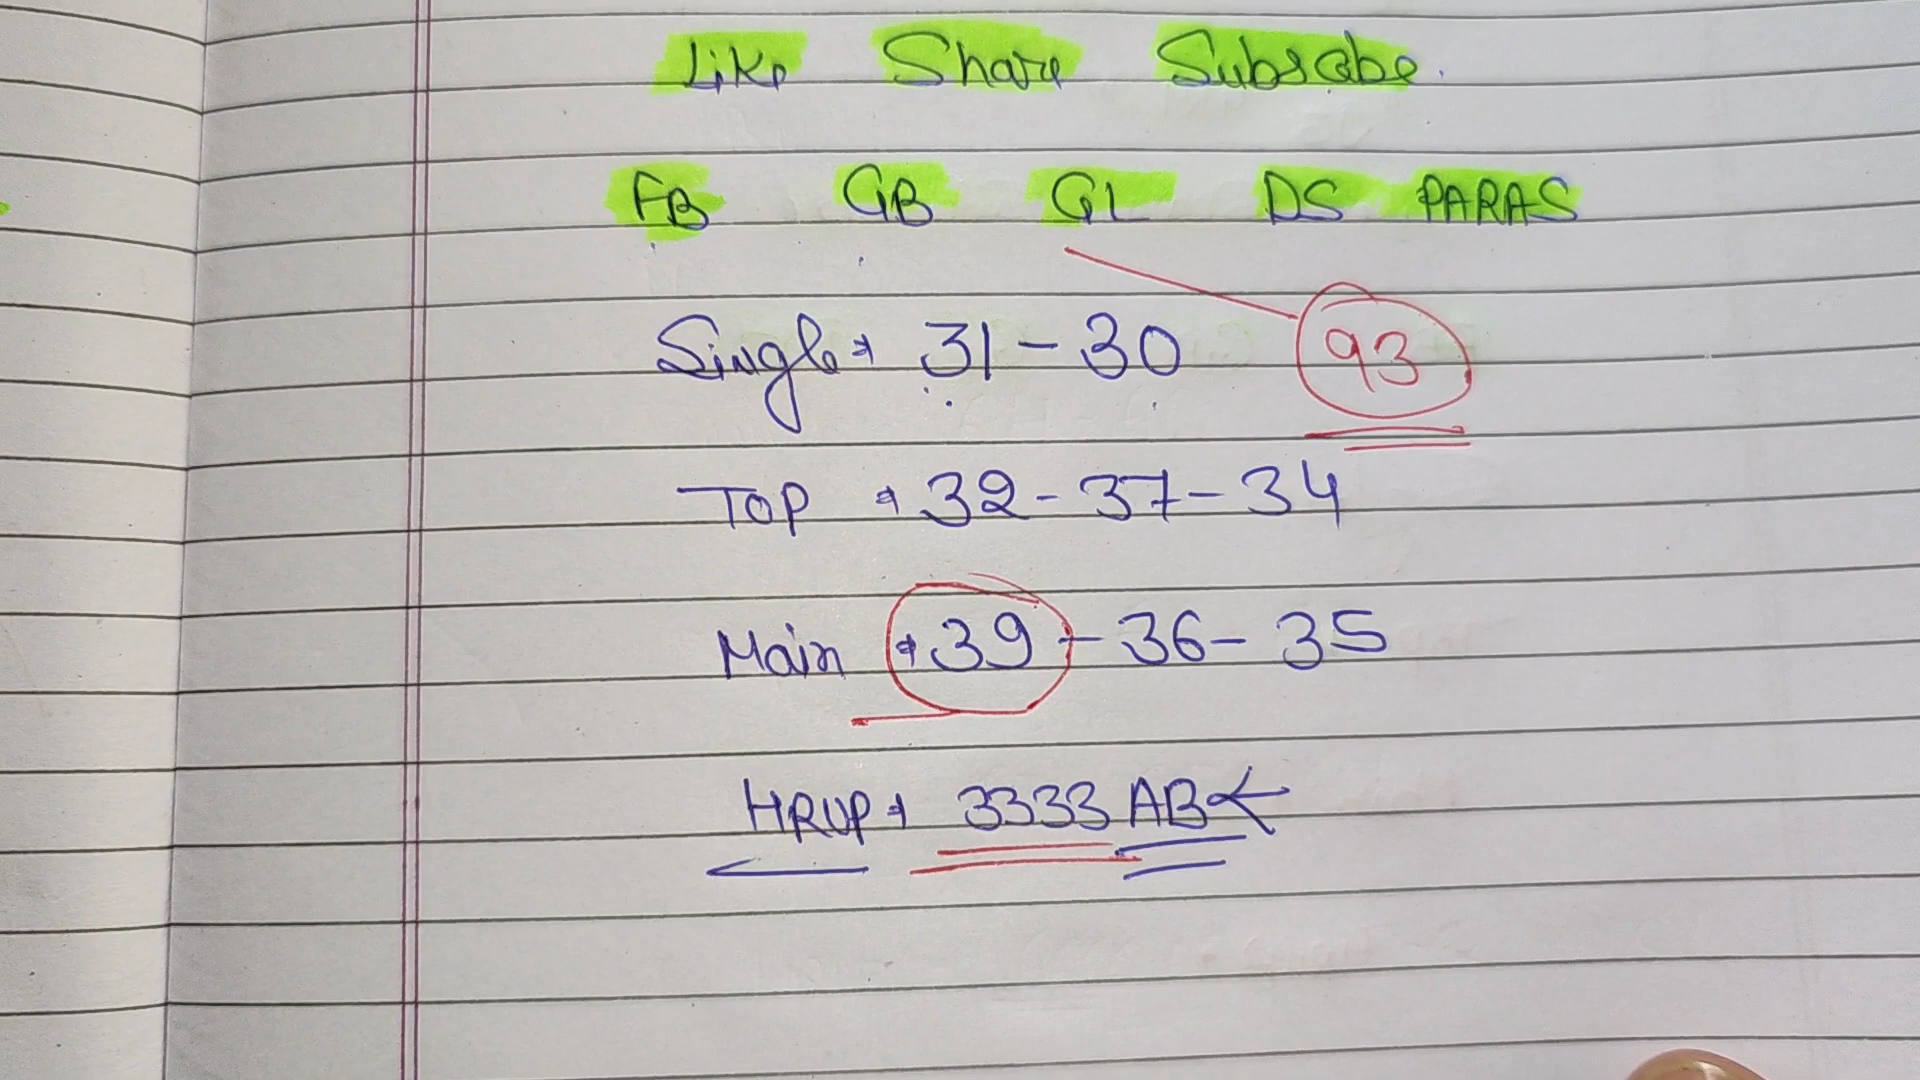 Like Share Subscabe.
FB GB GL DS PARAS
Single → 31 - 30 93
TOP → 32 - 37 - 34
Main → 39 - 36 - 35
HRUP → 3333 AB